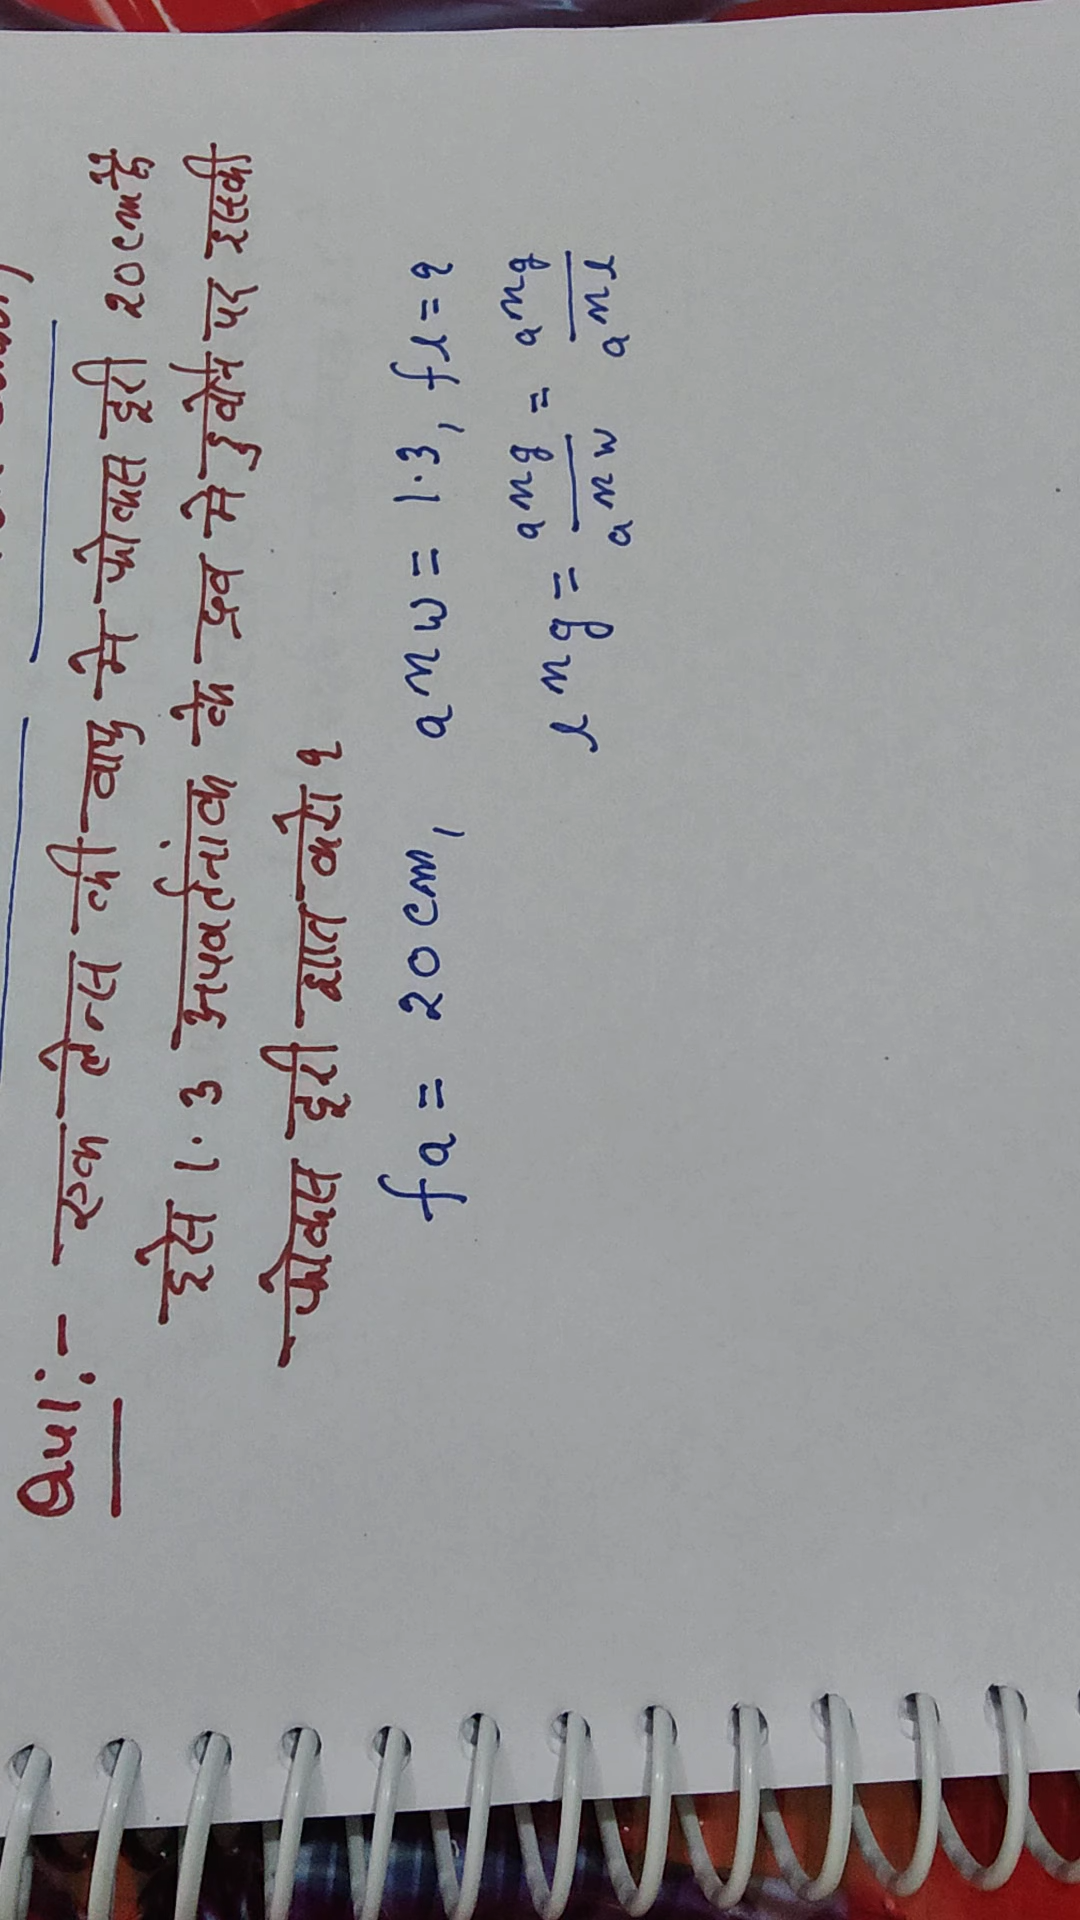 Qu1:- एक लेन्स की वायु मे फोकस दूरी 20cm है
इसे 1.3 अपवर्तनांक के द्रव मे डुबोने पर इसकी
फोकस दूरी ज्ञात करो ?
fa = 20cm, anw = 1.3, fl = ?
lng = ang/anw = ang/anl